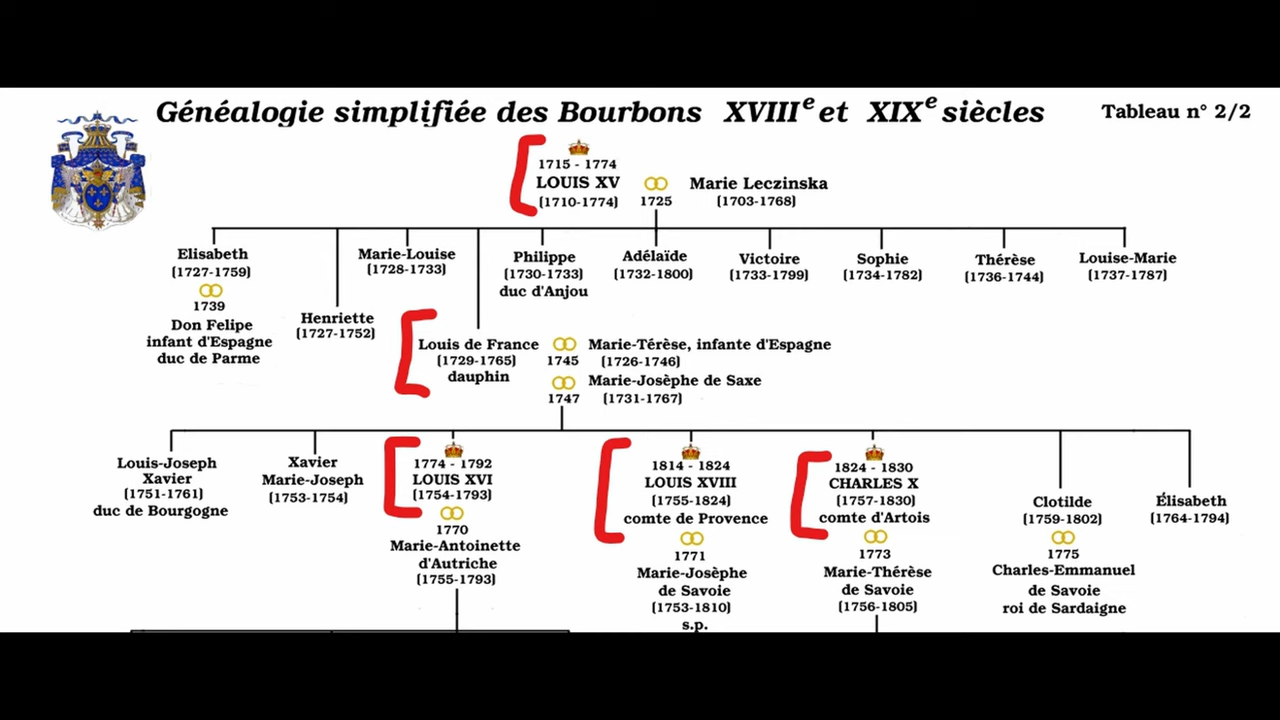 Généalogie simplifiée des Bourbons XVIIIe et XIXe siècles
Tableau n° 2/2
1715 - 1774
LOUIS XV
(1710-1774)
1725
Marie Leczinska
(1703-1768)
Elisabeth
(1727-1759)
1739
Don Felipe
infant d'Espagne
duc de Parme
Henriette
(1727-1752)
Marie-Louise
(1728-1733)
Philippe
(1730-1733)
duc d'Anjou
Adélaïde
(1732-1800)
Victoire
(1733-1799)
Sophie
(1734-1782)
Thérèse
(1736-1744)
Louise-Marie
(1737-1787)
Louis de France
(1729-1765)
dauphin
1745
Marie-Térèse, infante d'Espagne
(1726-1746)
1747
Marie-Josèphe de Saxe
(1731-1767)
Louis-Joseph
Xavier
(1751-1761)
duc de Bourgogne
Xavier
Marie-Joseph
(1753-1754)
1774 - 1792
LOUIS XVI
(1754-1793)
1770
Marie-Antoinette
d'Autriche
(1755-1793)
1814 - 1824
LOUIS XVIII
(1755-1824)
comte de Provence
1771
Marie-Josèphe
de Savoie
(1753-1810)
s.p.
1824 - 1830
CHARLES X
(1757-1830)
comte d'Artois
1773
Marie-Thérèse
de Savoie
(1756-1805)
Clotilde
(1759-1802)
1775
Charles-Emmanuel
de Savoie
roi de Sardaigne
Élisabeth
(1764-1794)